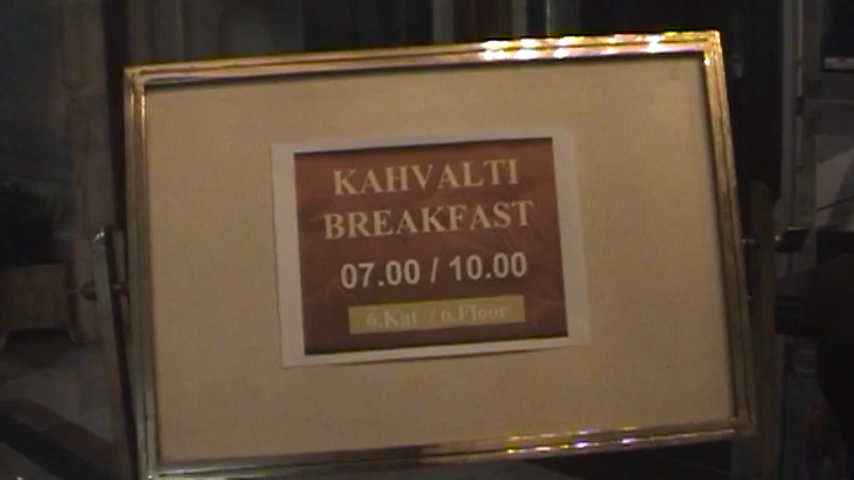 KAHVALTI
BREAKFAST
07.00 / 10.00
6.Kat / 6.Floor